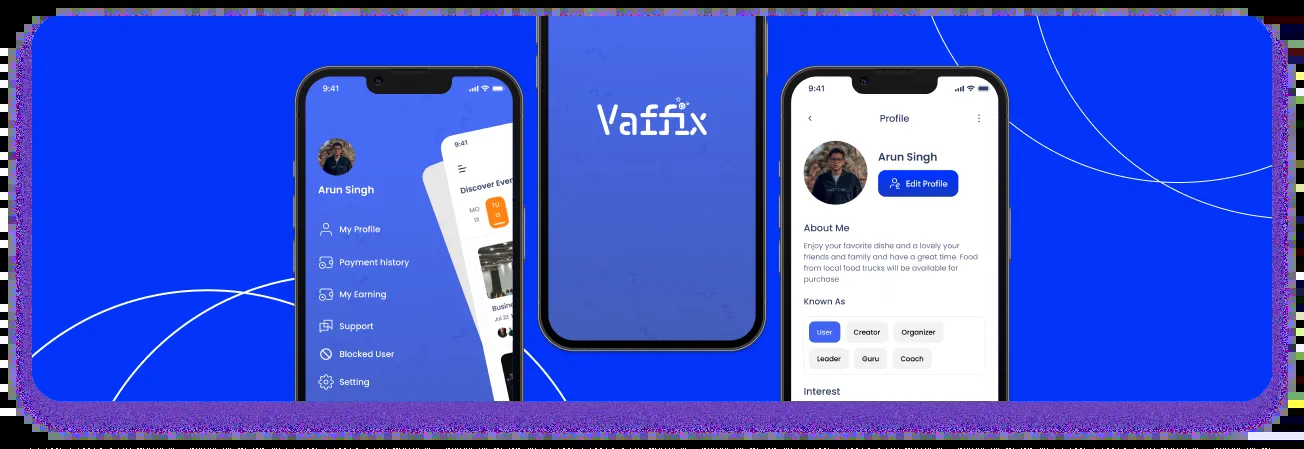 9:41
Arun Singh
My Profile
Payment history
My Earning
Support
Blocked User
Setting
9:41
Discover Even
MO
12
TU
13
Busine
Jul 22,
Vaffix
9:41
Profile
Arun Singh
Edit Profile
About Me
Enjoy your favorite dishe and a lovely your
friends and family and have a great time. Food
from local food trucks will be available for
purchase
Known As
User
Creator
Organizer
Leader
Guru
Coach
Interest